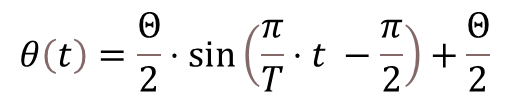 θ(t) = Θ/2 · sin(π/T · t − π/2) + Θ/2